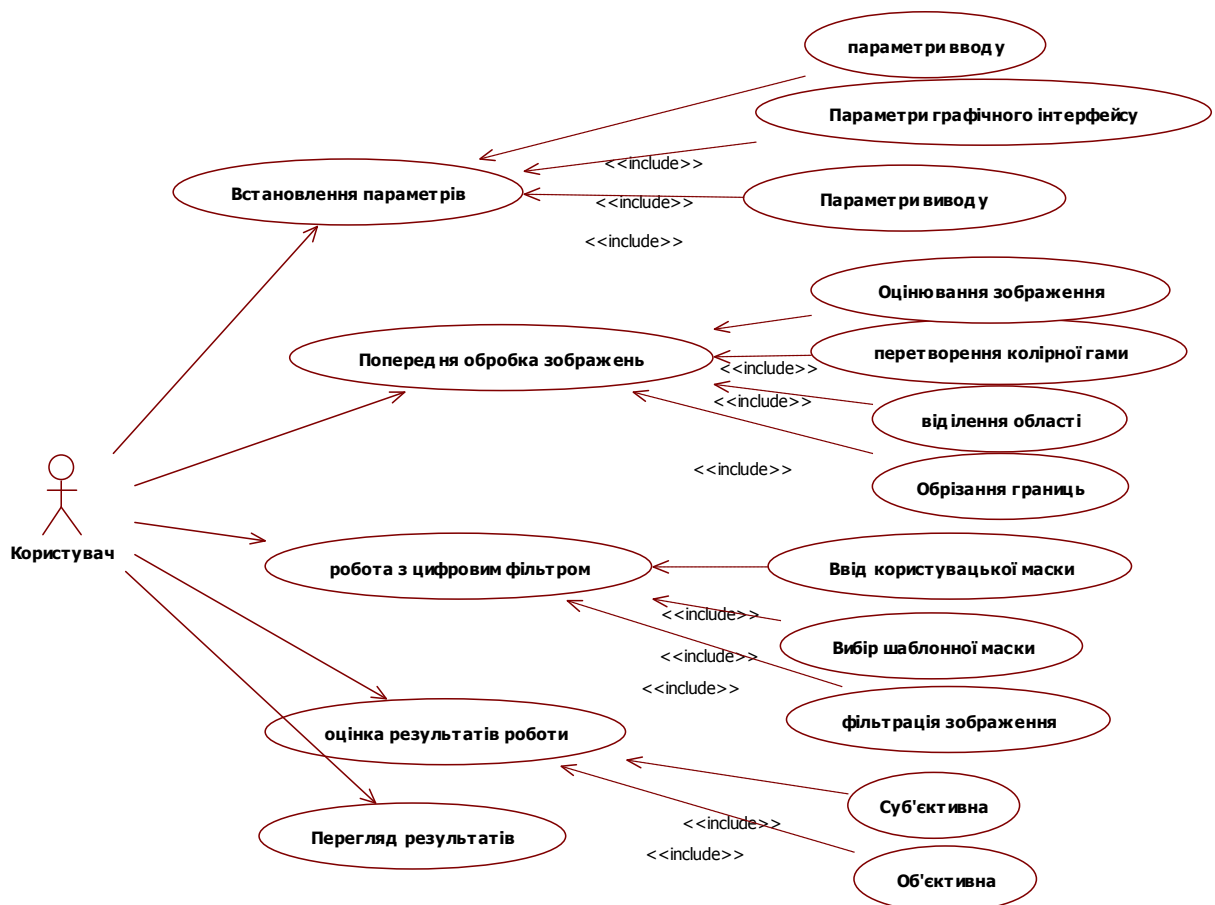 параметри вводу
Параметри графічного інтерфейсу
<<include>>
Встановлення параметрів
<<include>>
Параметри виводу
<<include>>
Оцінювання зображення
Попередня обробка зображень
<<include>>
перетворення колірної гами
<<include>>
віділення області
<<include>>
Обрізання границь
Користувач
робота з цифровим фільтром
Ввід користувацької маски
<<include>>
Вибір шаблонної маски
<<include>>
<<include>>
фільтрація зображення
оцінка результатів роботи
Суб'єктивна
<<include>>
Перегляд результатів
<<include>>
Об'єктивна